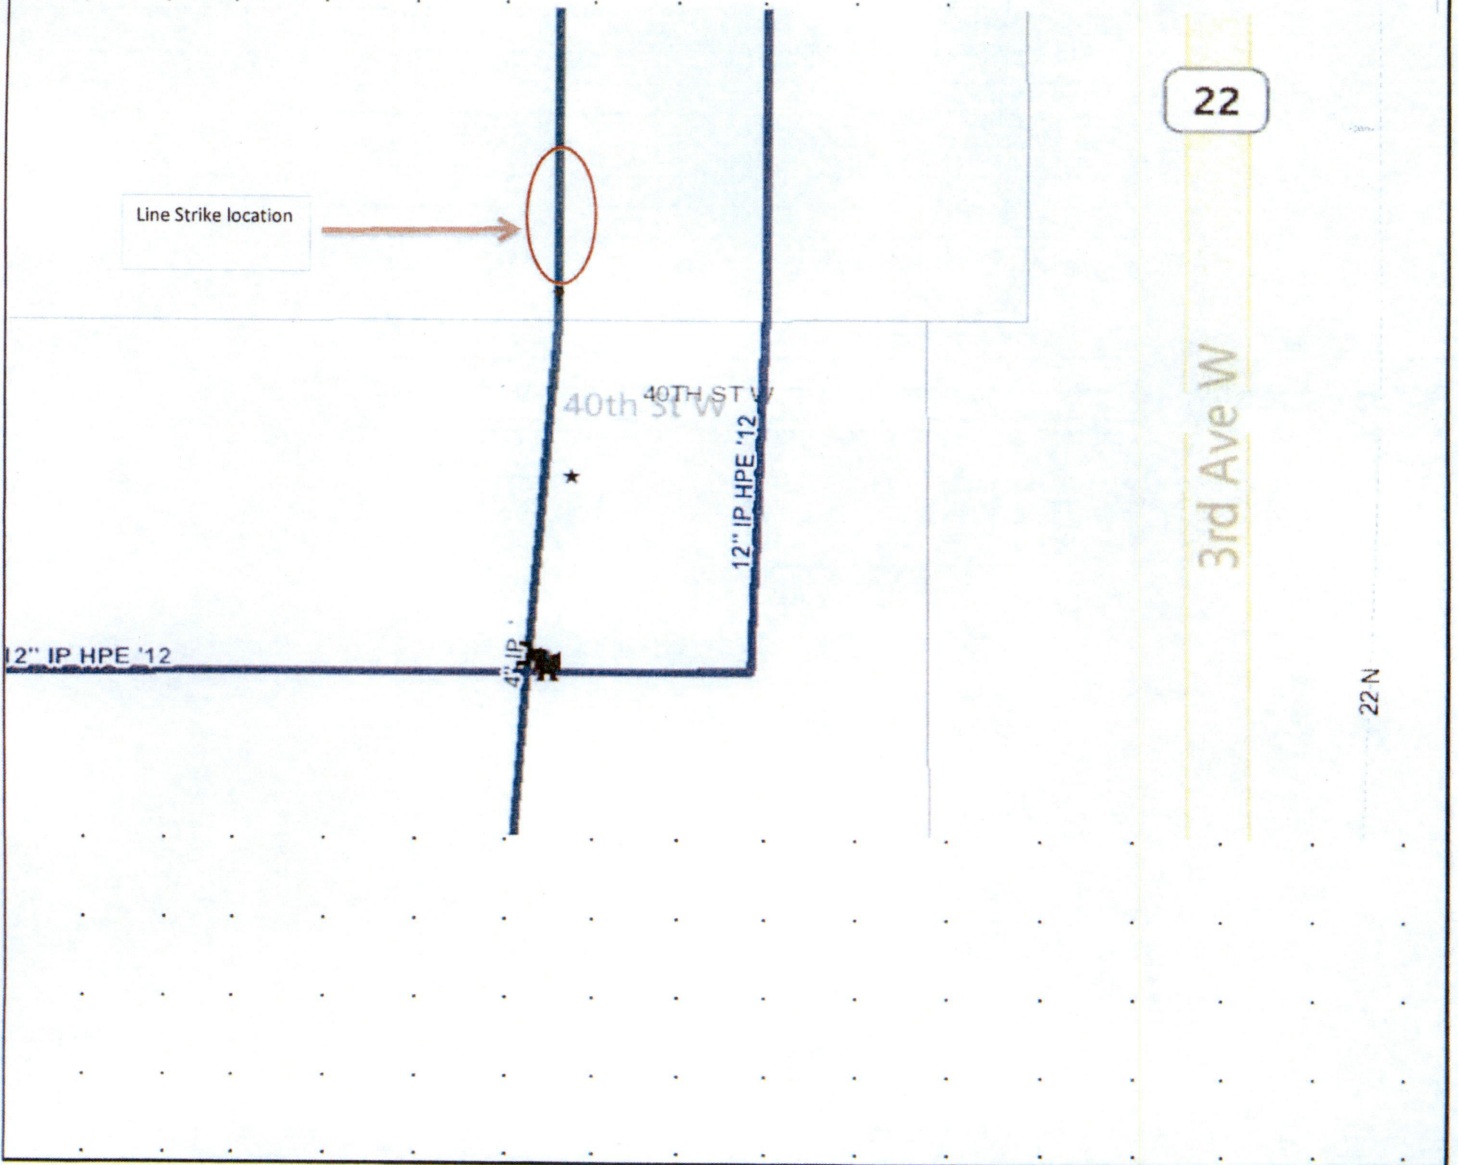 22
Line Strike location
40TH ST W
40th St W
12" IP HPE '12
3rd Ave W
4" IP '
12" IP HPE '12
22 N